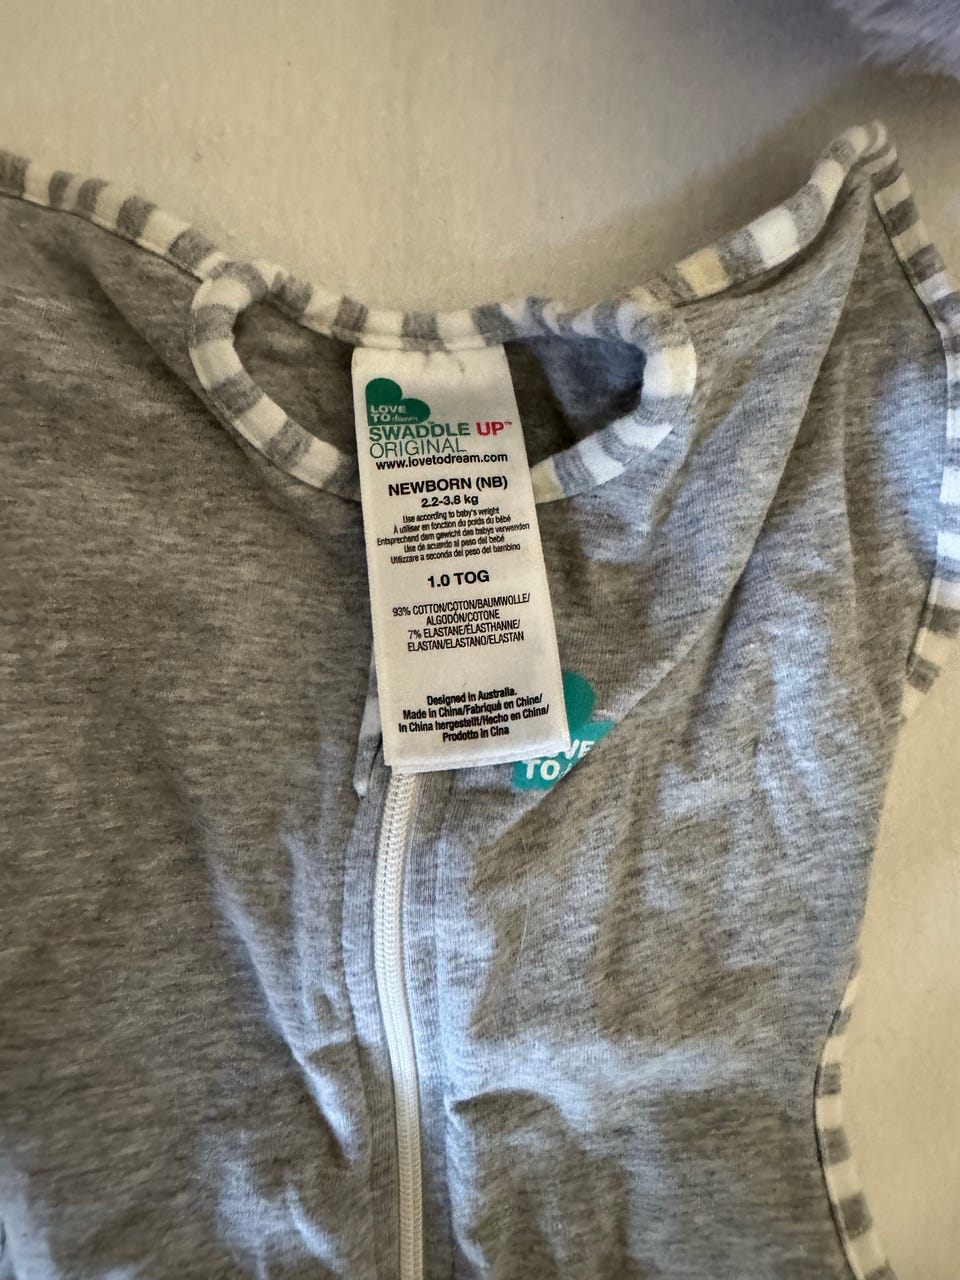 LOVE
TO dream
SWADDLE UP™
ORIGINAL
www.lovetodream.com
NEWBORN (NB)
2.2-3.8 kg
Use according to baby's weight
À utiliser en fonction du poids du bébé
Entsprechend dem gewicht des babys verwenden
Use de acuerdo al peso del bebé
Utilizzare a seconda del peso del bambino
1.0 TOG
93% COTTON/COTON/BAUMWOLLE/
ALGODÓN/COTONE
7% ELASTANE/ÉLASTHANNE/
ELASTAN/ELASTANO/ELASTAN
Designed in Australia.
Made in China/Fabriqué en Chine/
In China hergestellt/Hecho en China/
Prodotto in Cina
TO